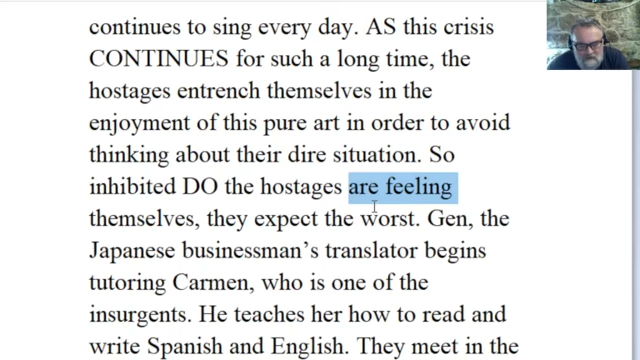 continues to sing every day. AS this crisis
CONTINUES for such a long time, the
hostages entrench themselves in the
enjoyment of this pure art in order to avoid
thinking about their dire situation. So
inhibited DO the hostages are feeling
themselves, they expect the worst. Gen, the
Japanese businessman's translator begins
tutoring Carmen, who is one of the
insurgents. He teaches her how to read and
write Spanish and English. They meet in the